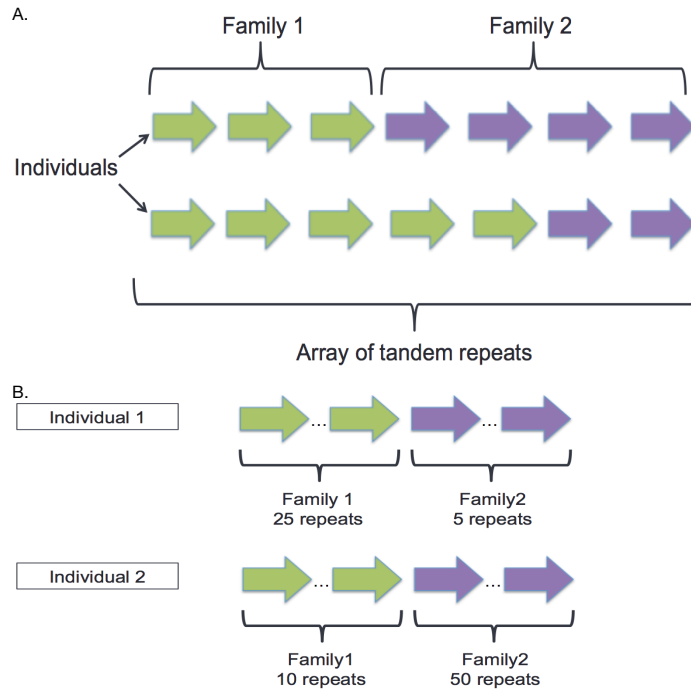 A.
Family 1
Family 2
Individuals
Array of tandem repeats
B.
Individual 1
...
...
Family 1
25 repeats
Family2
5 repeats
Individual 2
...
...
Family1
10 repeats
Family2
50 repeats